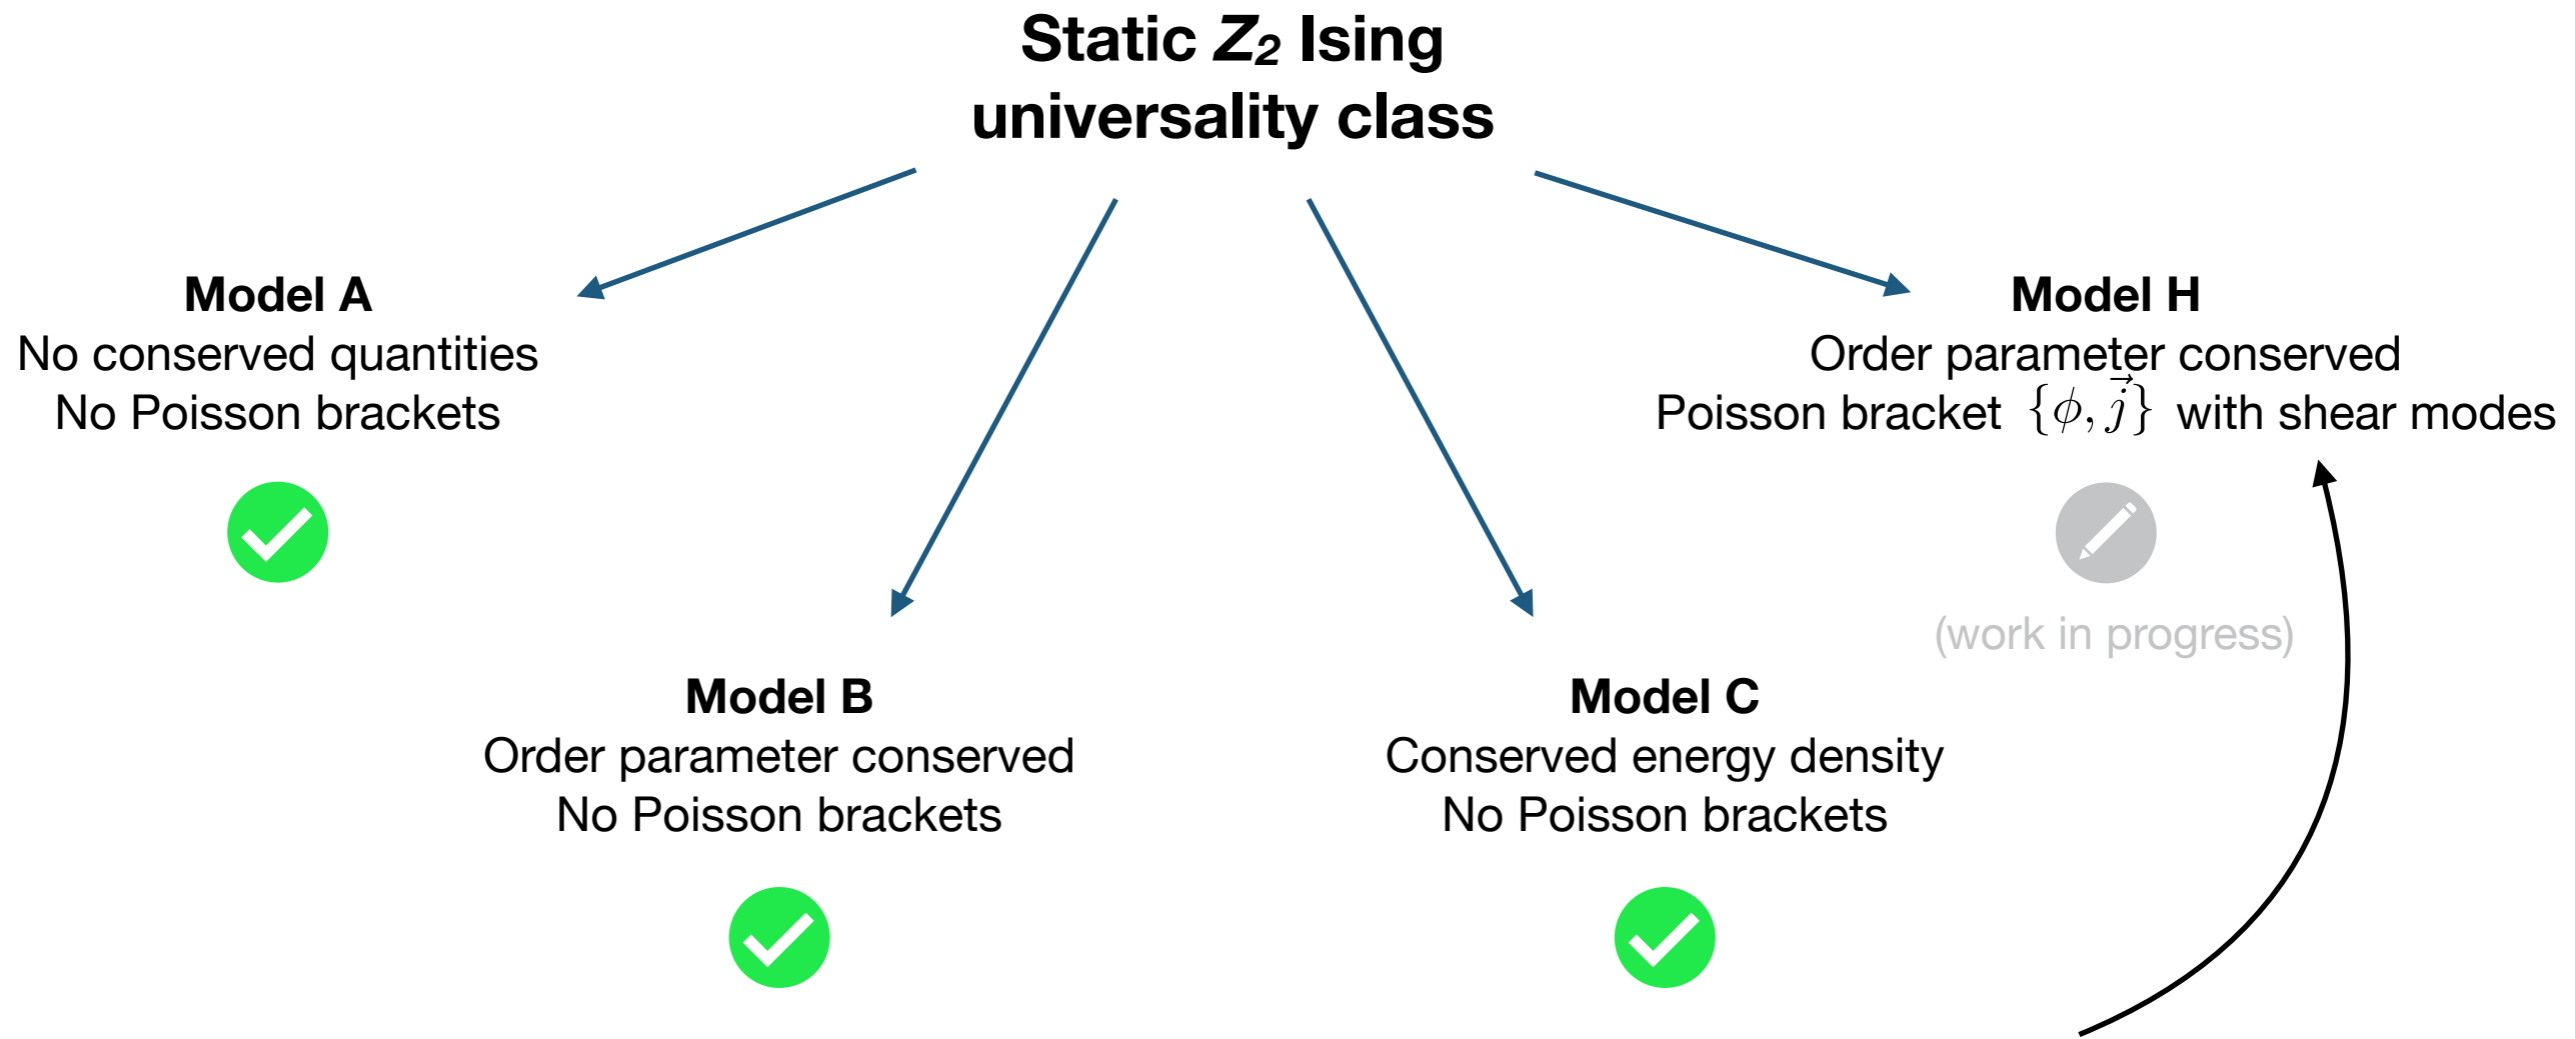 Static Z₂ Ising
universality class
Model A
No conserved quantities
No Poisson brackets
Model H
Order parameter conserved
Poisson bracket {ϕ, j⃗} with shear modes
(work in progress)
Model B
Order parameter conserved
No Poisson brackets
Model C
Conserved energy density
No Poisson brackets